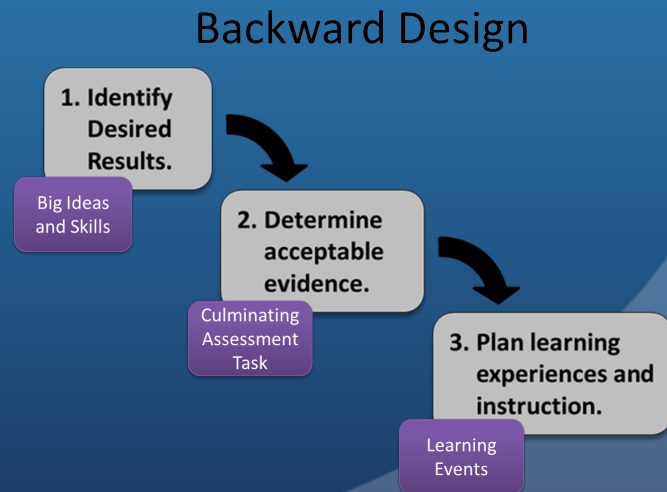 Backward Design
1. Identify
Desired
Results.
Big Ideas
and Skills
2. Determine
acceptable
evidence.
Culminating
Assessment
Task
3. Plan learning
experiences and
instruction.
Learning
Events